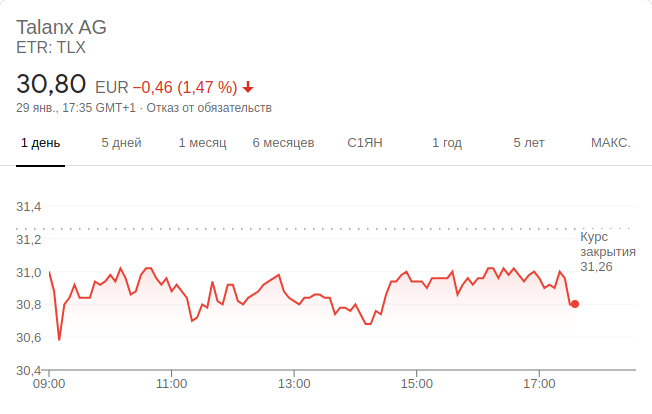 Talanx AG
ETR: TLX
30,80 EUR −0,46 (1,47 %)
29 янв., 17:35 GMT+1 · Отказ от обязательств
1 день 5 дней 1 месяц 6 месяцев С1ЯН 1 год 5 лет МАКС.
31,4
31,2
31,0
30,8
30,6
30,4
Курс
закрытия
31,26
09:00 11:00 13:00 15:00 17:00